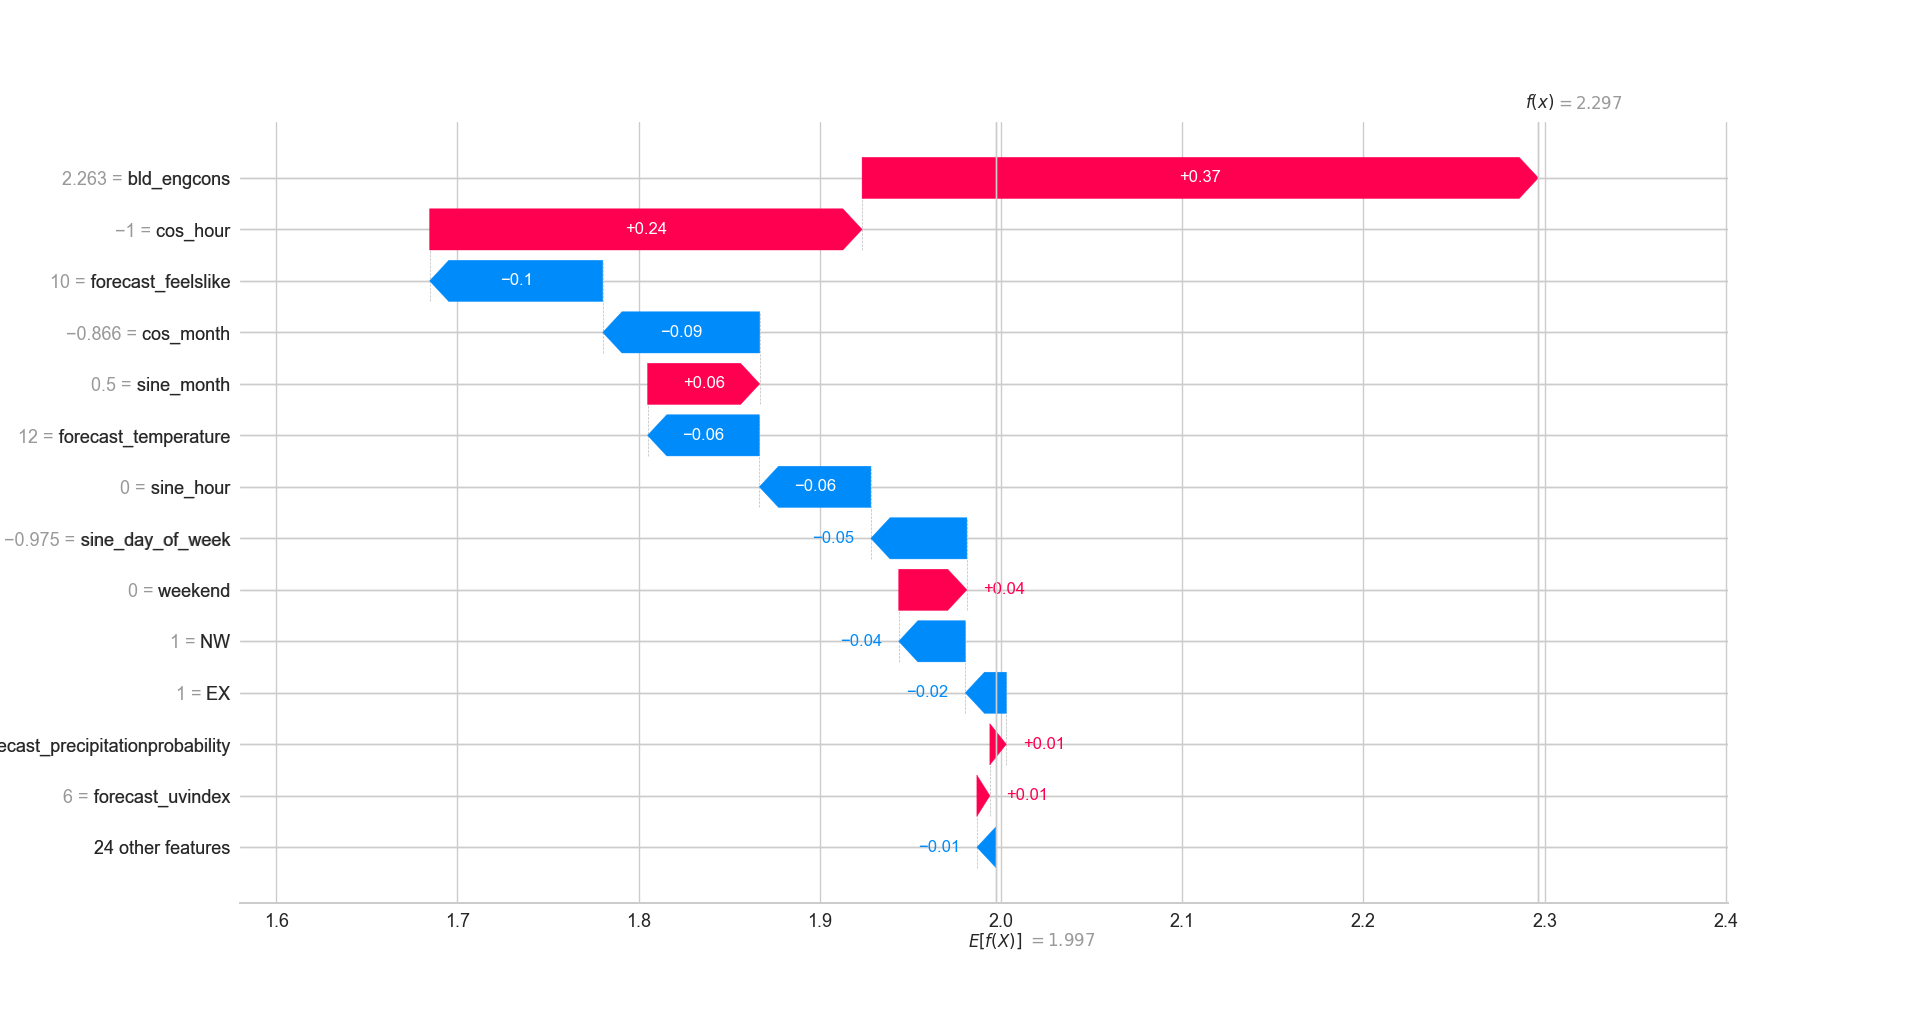 f(x) = 2.297
2.263 = bld_engcons +0.37
−1 = cos_hour +0.24
10 = forecast_feelslike −0.1
−0.866 = cos_month −0.09
0.5 = sine_month +0.06
12 = forecast_temperature −0.06
0 = sine_hour −0.06
−0.975 = sine_day_of_week −0.05
0 = weekend +0.04
1 = NW −0.04
1 = EX −0.02
ecast_precipitationprobability +0.01
6 = forecast_uvindex +0.01
24 other features −0.01
1.6 1.7 1.8 1.9 2.0 2.1 2.2 2.3 2.4
E[f(X)] = 1.997